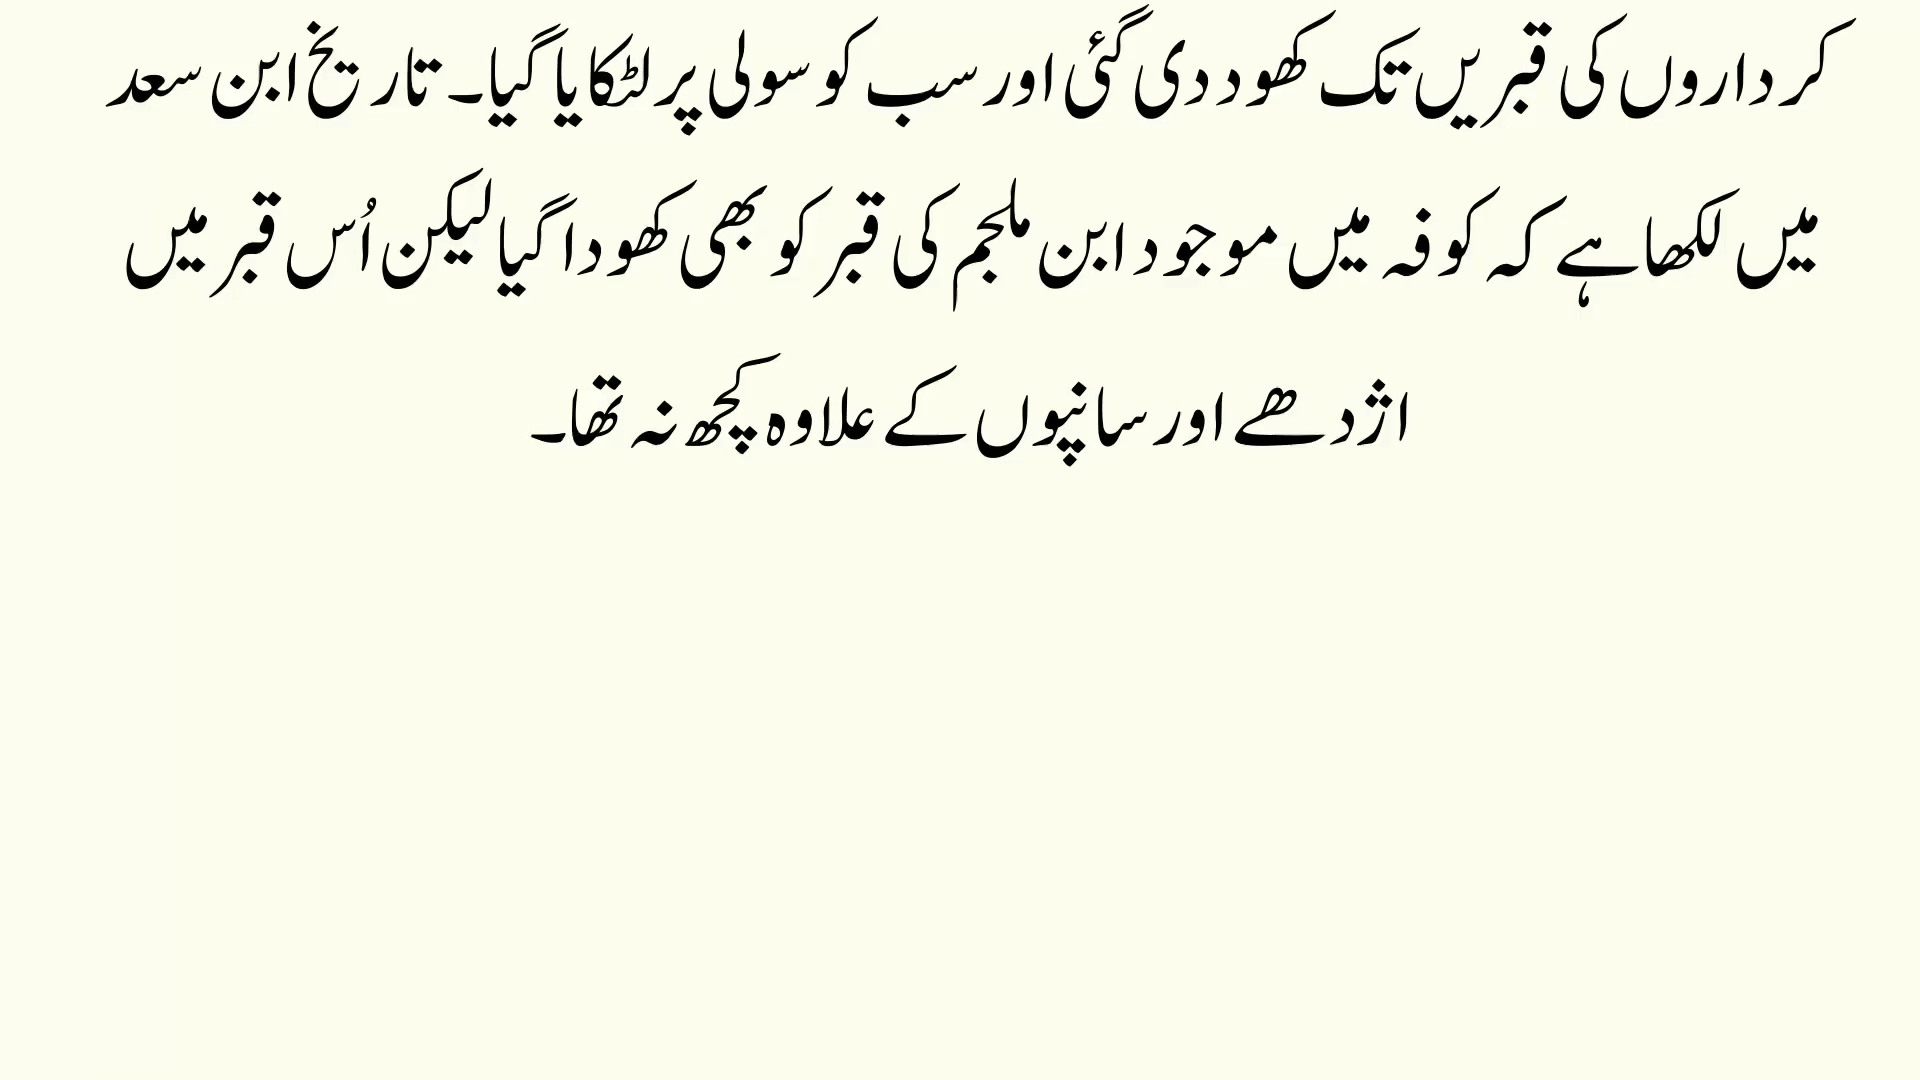 کرداروں کی قبریں تک کھود دی گئی اور سب کو سولی پر لٹکایا گیا۔ تاریخ ابن سعد
میں لکھا ہے کہ کوفہ میں موجود ابن ملجم کی قبر کو بھی کھودا گیا لیکن اُس قبر میں
اژدھے اور سانپوں کے علاوہ کچھ نہ تھا۔